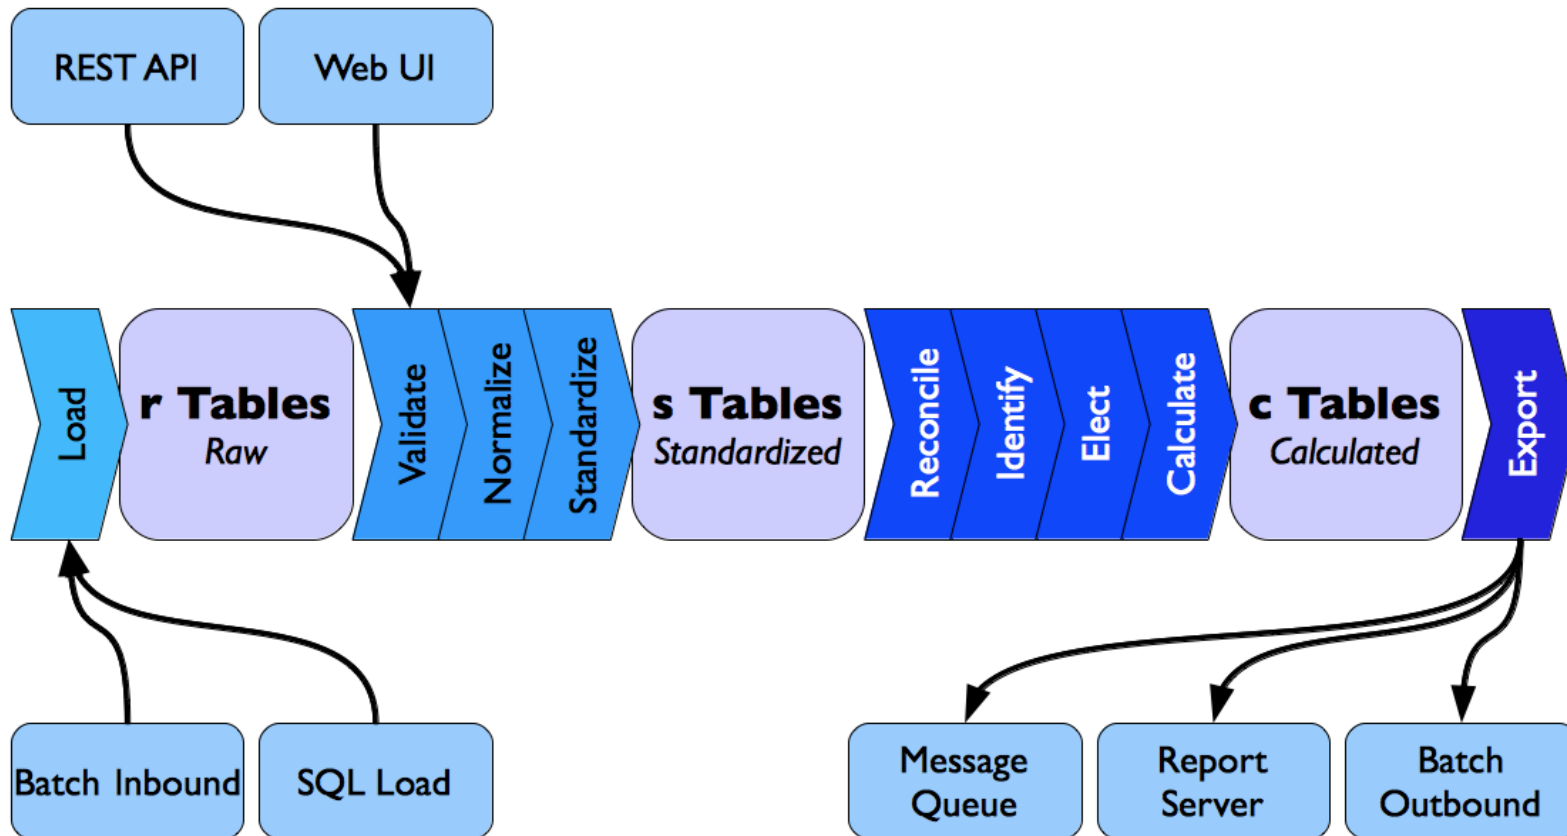 REST API
Web UI
Load
r Tables
Raw
Validate
Normalize
Standardize
s Tables
Standardized
Reconcile
Identify
Elect
Calculate
c Tables
Calculated
Export
Batch Inbound
SQL Load
Message
Queue
Report
Server
Batch
Outbound